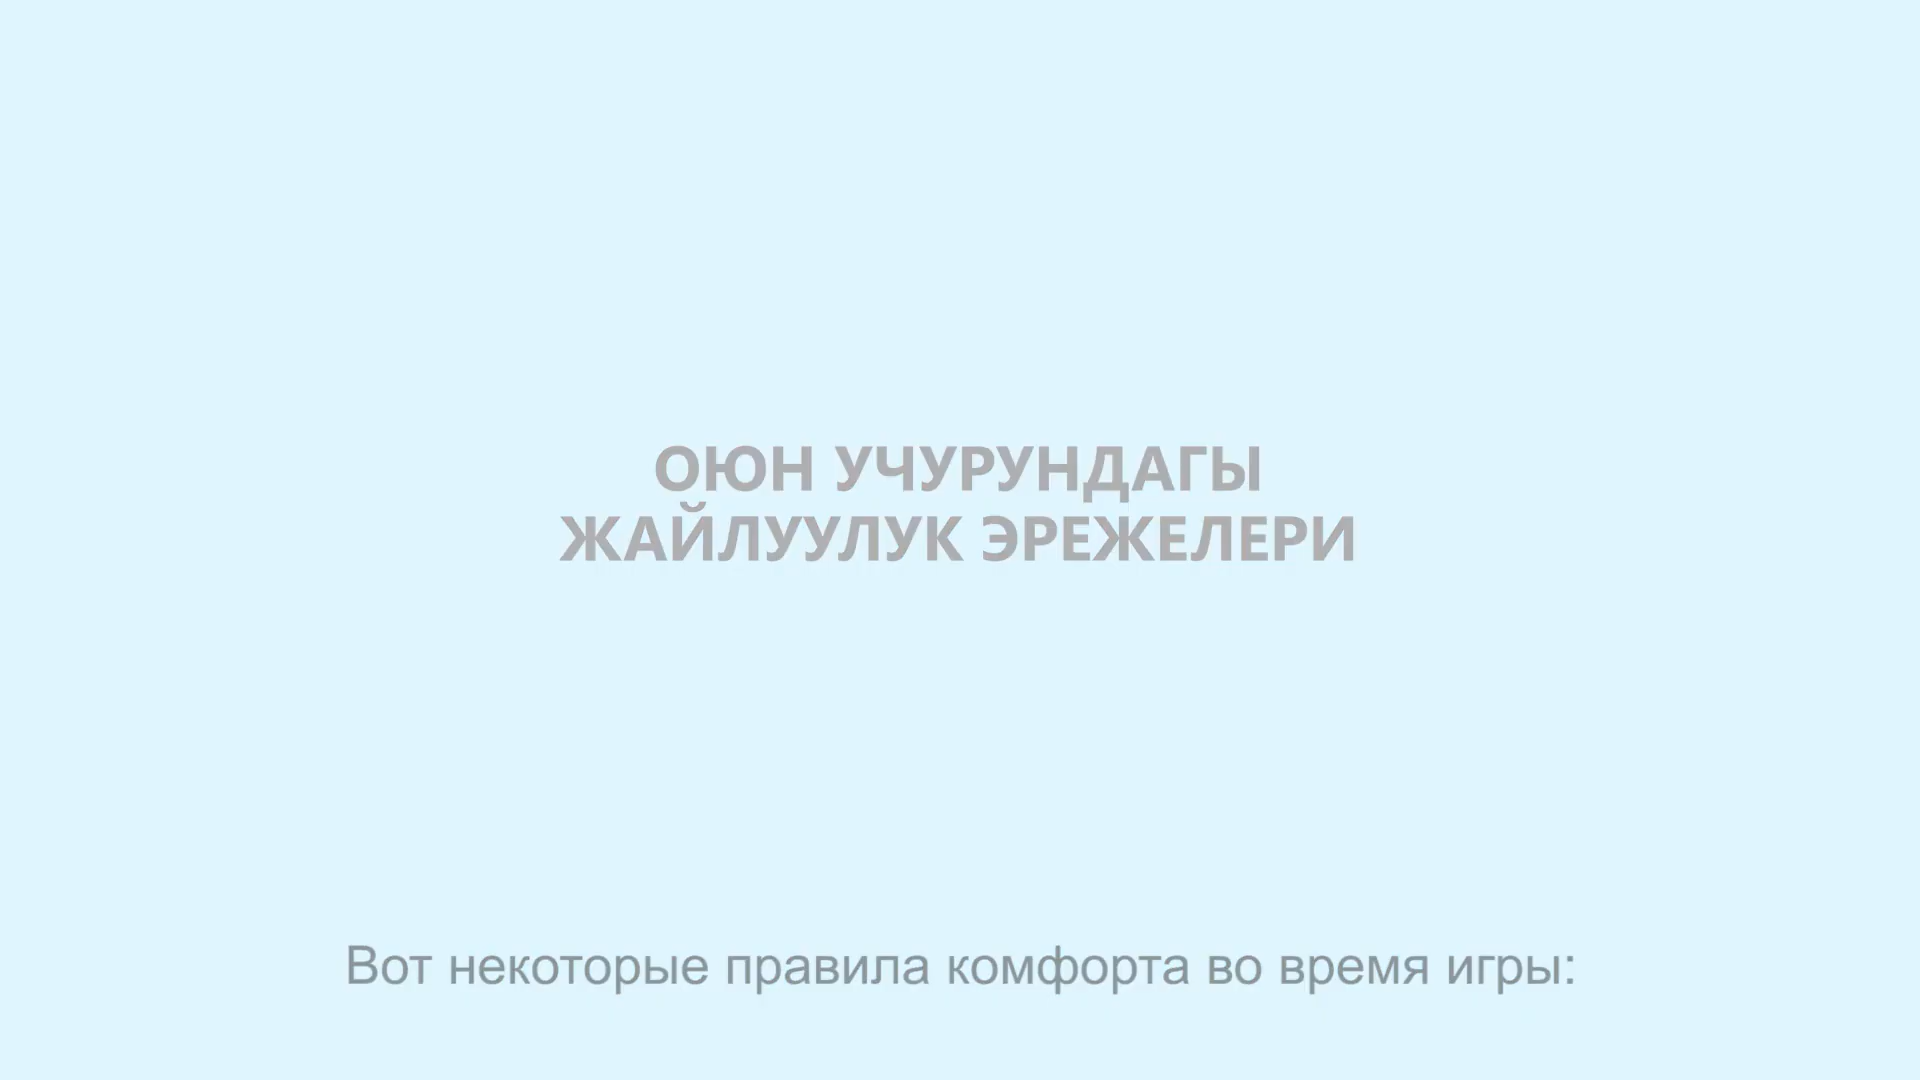 ОЮН УЧУРУНДАГЫ
ЖАЙЛУУЛУК ЭРЕЖЕЛЕРИ
Вот некоторые правила комфорта во время игры: